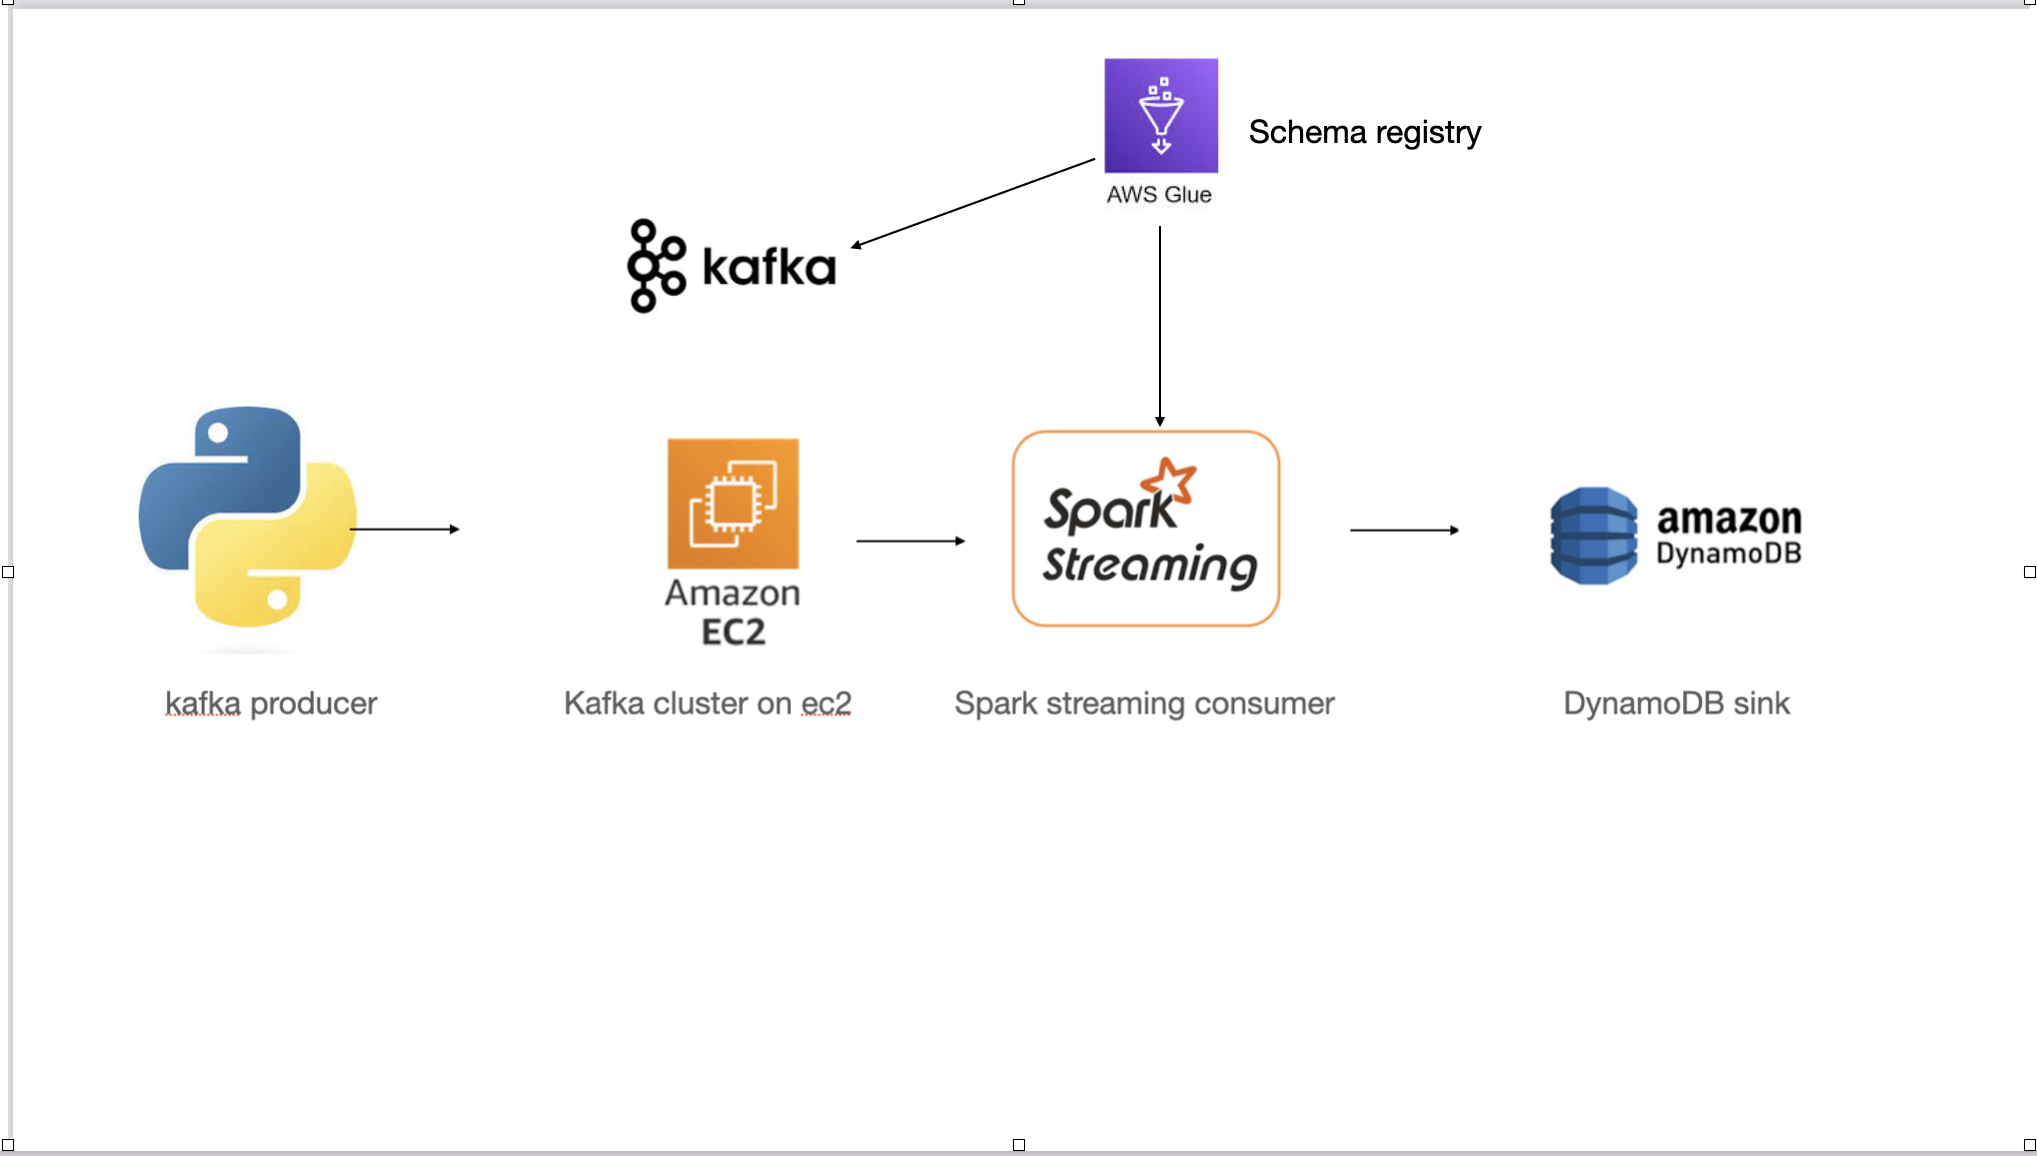 Schema registry
AWS Glue
kafka
Spark
Streaming
amazon
DynamoDB
Amazon
EC2
kafka producer
Kafka cluster on ec2
Spark streaming consumer
DynamoDB sink